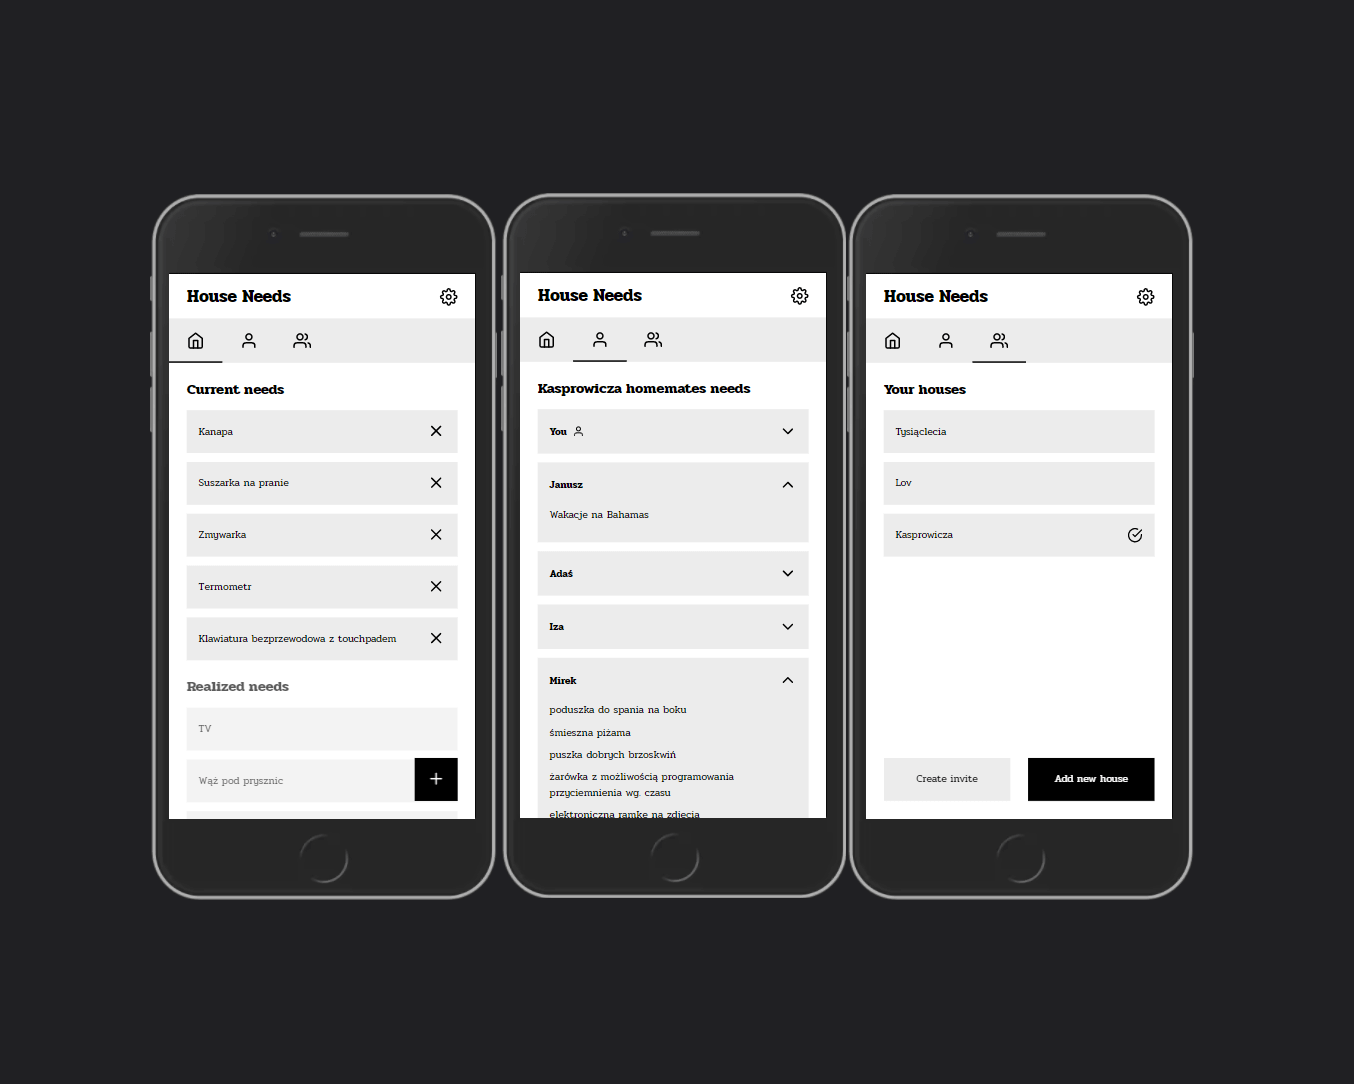 House Needs
Current needs
Kanapa
Suszarka na pranie
Zmywarka
Termometr
Klawiatura bezprzewodowa z touchpadem
Realized needs
TV
Wąż pod prysznic
House Needs
Kasprowicza homemates needs
You
Janusz
Wakacje na Bahamas
Adaś
Iza
Mirek
poduszka do spania na boku
śmieszna piżama
puszka dobrych brzoskwiń
żarówka z możliwością programowania
przyciemnienia wg. czasu
elektroniczną ramkę na zdjęcia
House Needs
Your houses
Tysiąclecia
Lov
Kasprowicza
Create invite
Add new house